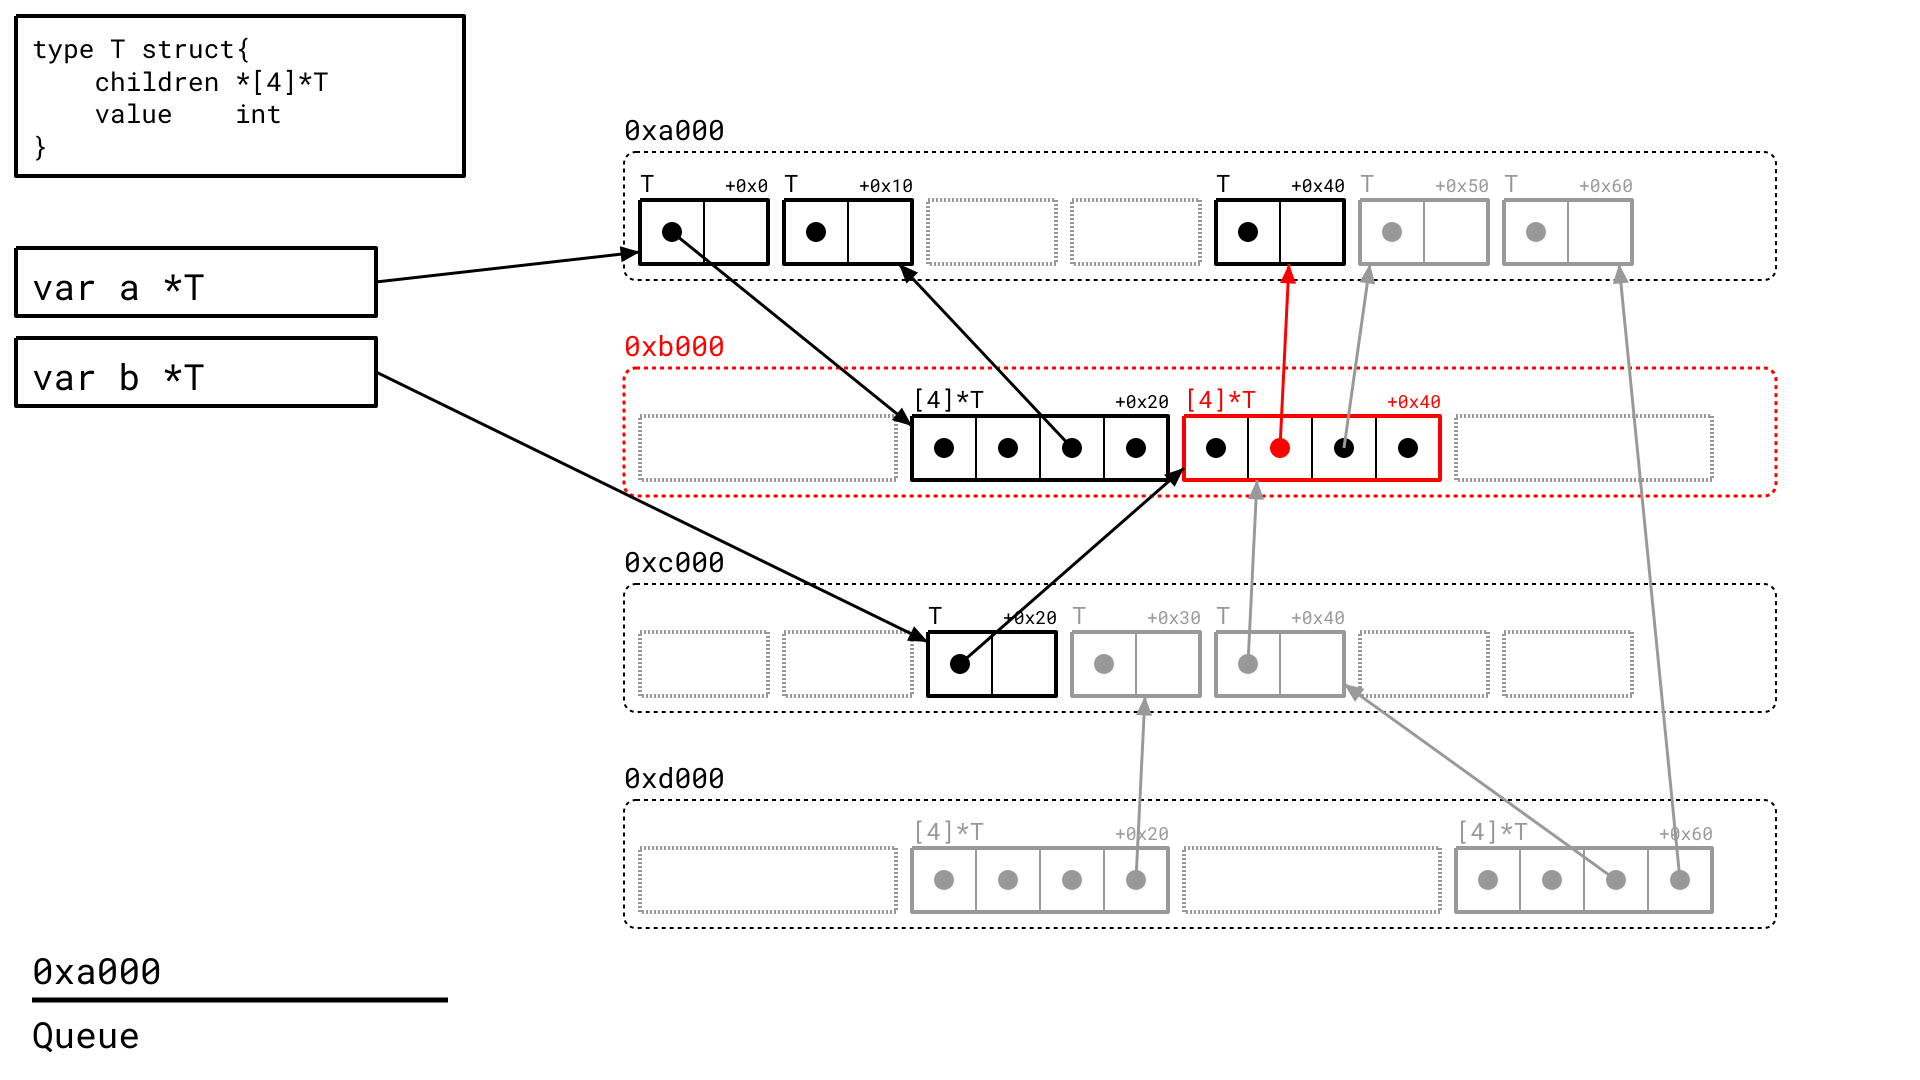 type T struct{
    children *[4]*T
    value    int
}
0xa000
T +0x0 T +0x10 T +0x40 T +0x50 T +0x60
var a *T
var b *T
0xb000
[4]*T +0x20 [4]*T +0x40
0xc000
T +0x20 T +0x30 T +0x40
0xd000
[4]*T +0x20 [4]*T +0x60
0xa000
Queue